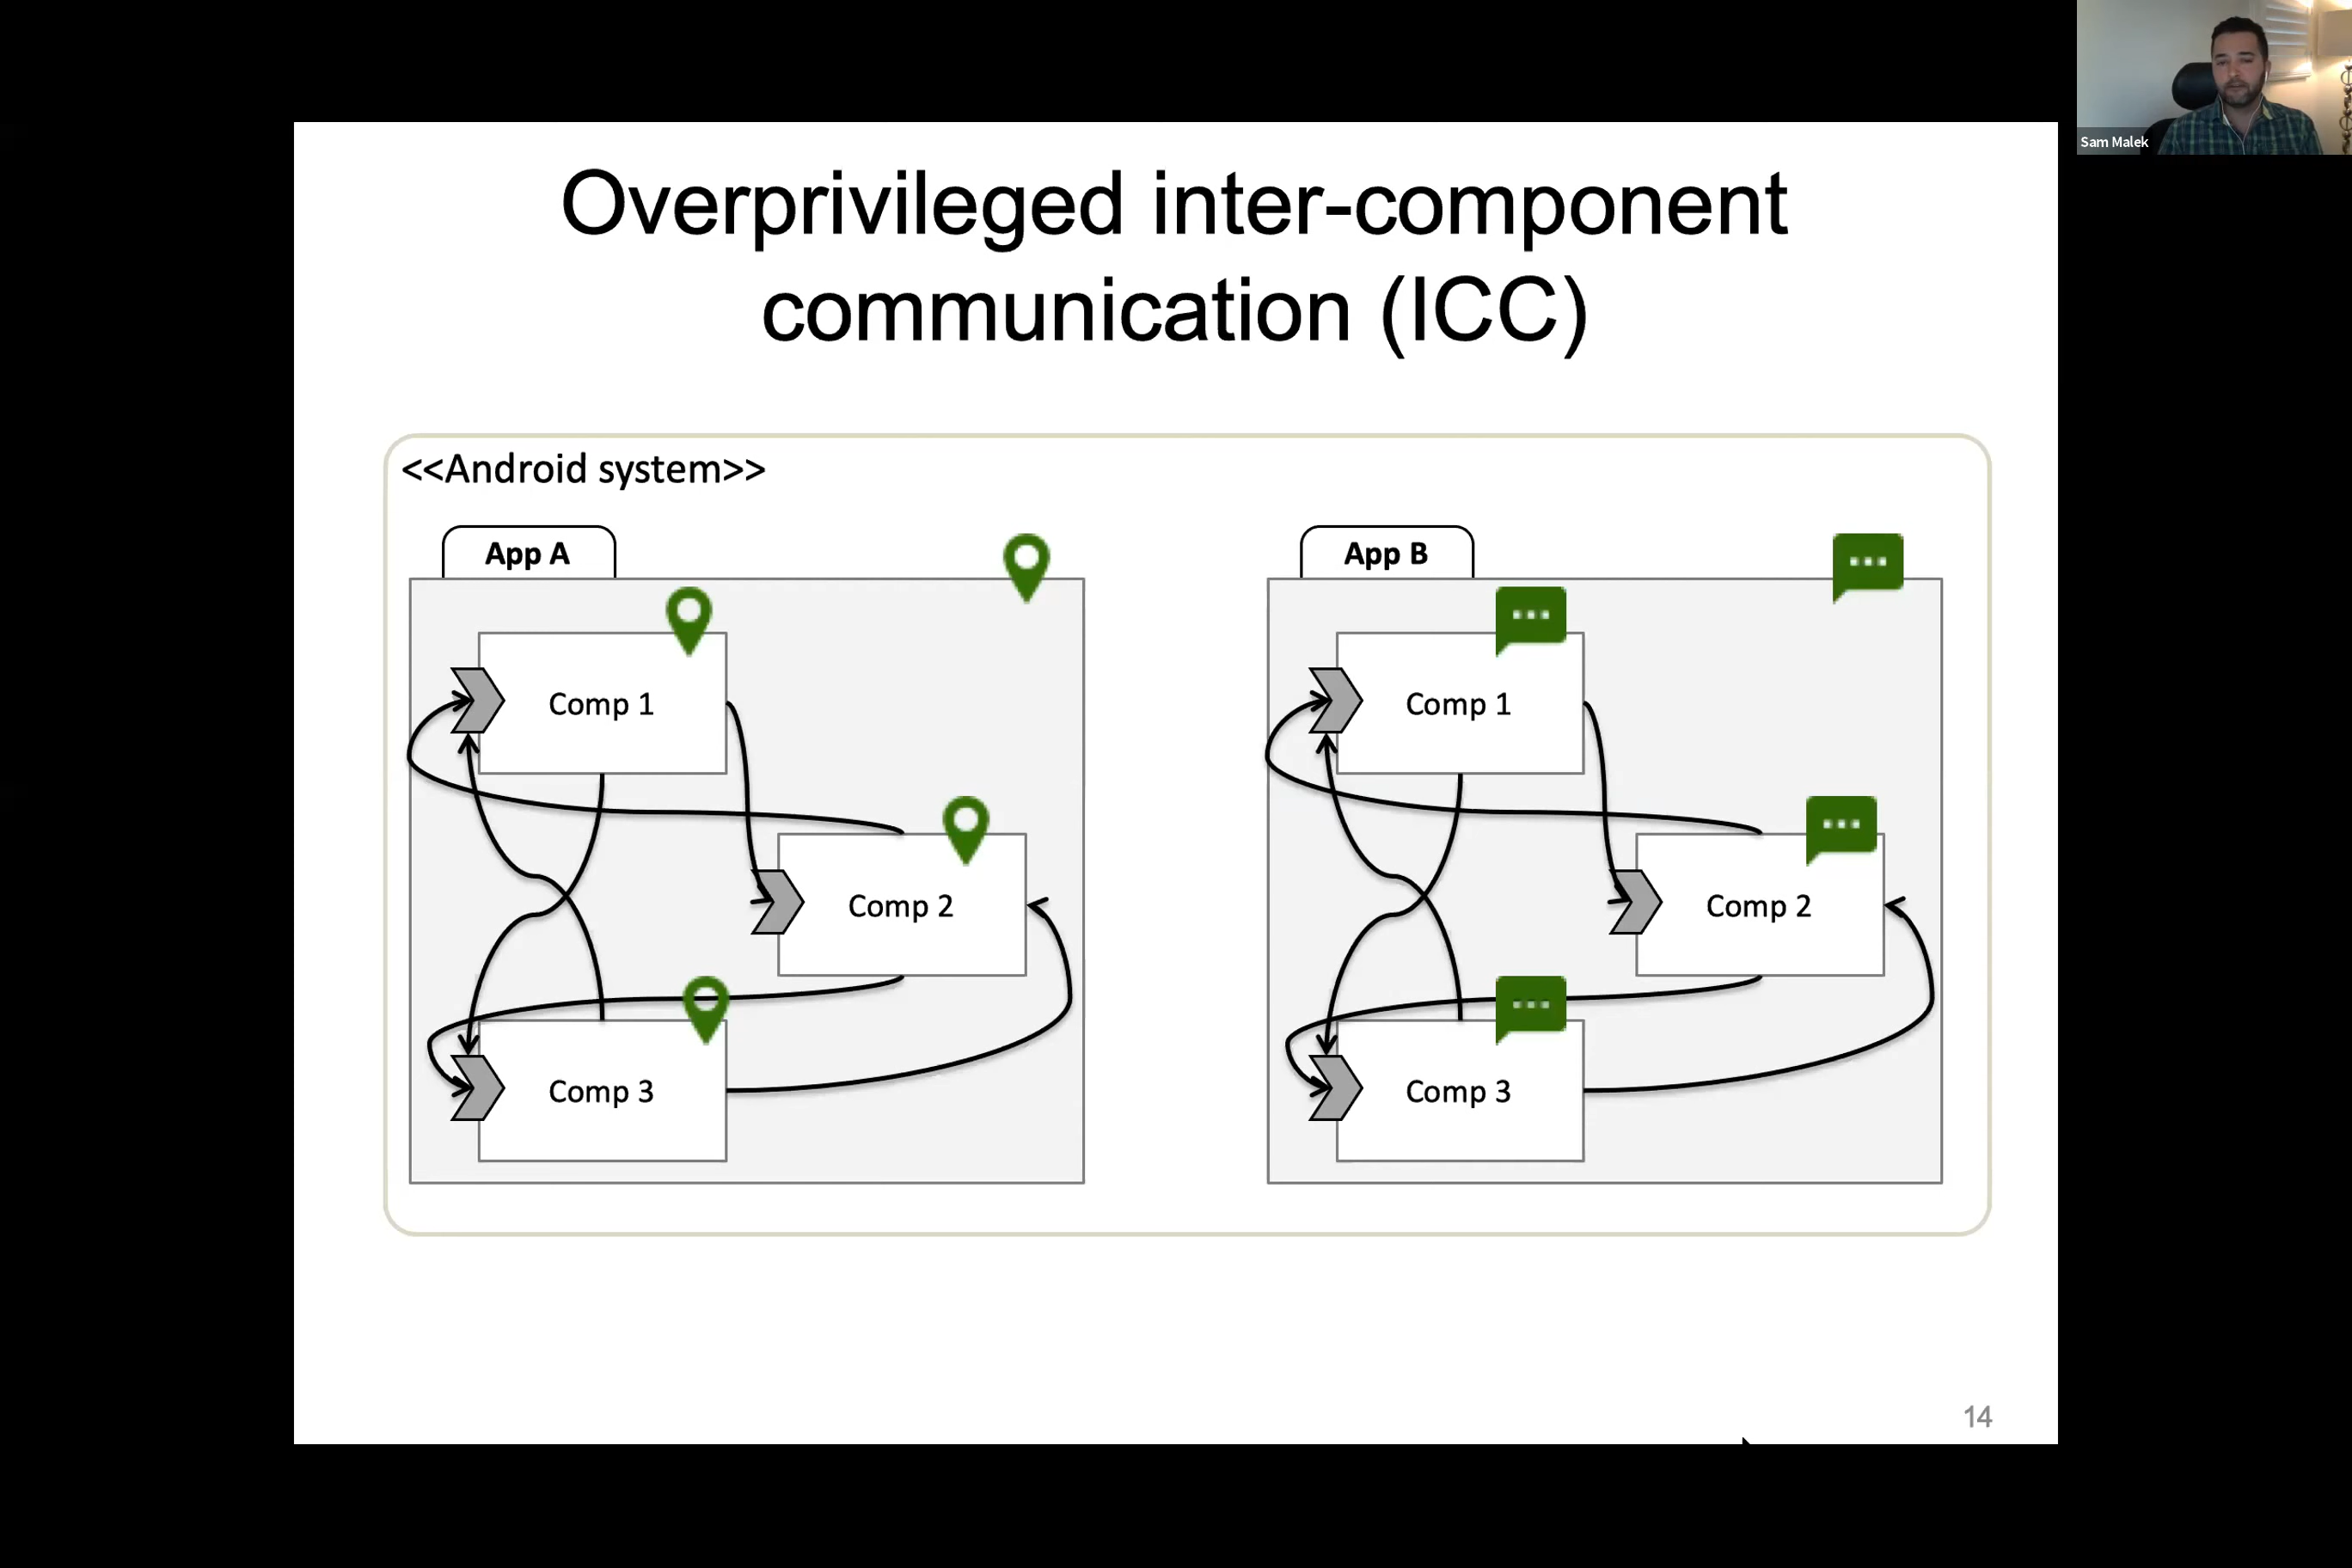 Sam Malek
Overprivileged inter-component
communication (ICC)
<<Android system>>
App A
Comp 1
Comp 2
Comp 3
App B
Comp 1
Comp 2
Comp 3
14